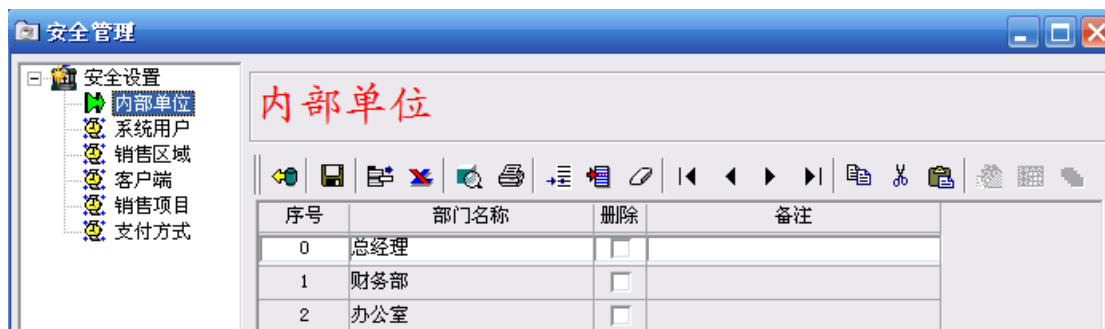 安全管理
安全设置
内部单位
系统用户
销售区域
客户端
销售项目
支付方式
内部单位
序号 部门名称 删除 备注
0 总经理
1 财务部
2 办公室